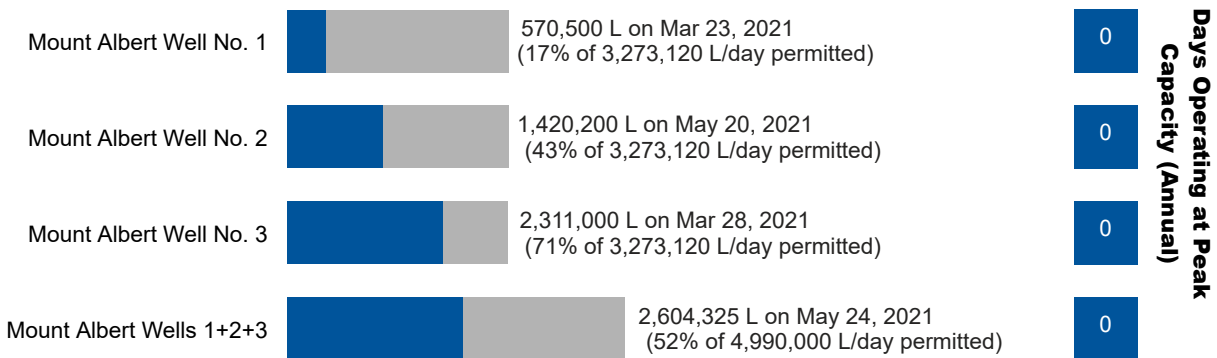 Mount Albert Well No. 1
570,500 L on Mar 23, 2021
(17% of 3,273,120 L/day permitted)
0
Mount Albert Well No. 2
1,420,200 L on May 20, 2021
(43% of 3,273,120 L/day permitted)
0
Mount Albert Well No. 3
2,311,000 L on Mar 28, 2021
(71% of 3,273,120 L/day permitted)
0
Mount Albert Wells 1+2+3
2,604,325 L on May 24, 2021
(52% of 4,990,000 L/day permitted)
0
Days Operating at Peak
Capacity (Annual)